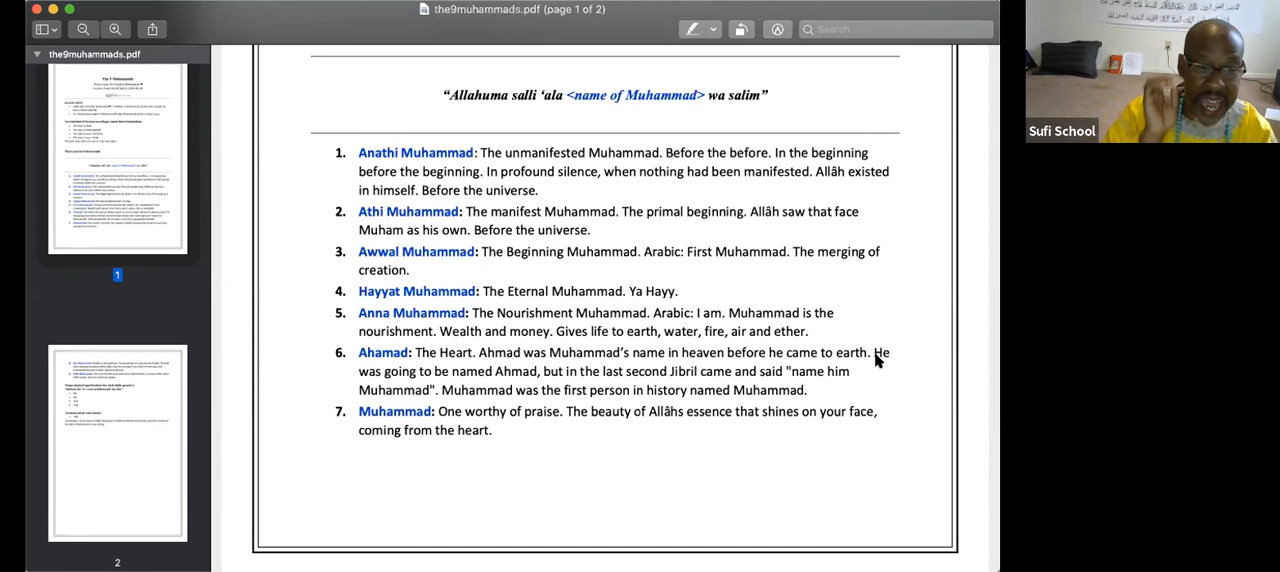 the9muhammads.pdf (page 1 of 2)
Search
the9muhammads.pdf
1
2
“Allahuma salli ‘ala <name of Muhammad> wa salim”
1. Anathi Muhammad: The unmanifested Muhammad. Before the before. In the beginning
before the beginning. In profound silence, when nothing had been manifested. Allâh existed
in himself. Before the universe.
2. Athi Muhammad: The manifest Muhammad. The primal beginning. Allâh saw that face
Muham as his own. Before the universe.
3. Awwal Muhammad: The Beginning Muhammad. Arabic: First Muhammad. The merging of
creation.
4. Hayyat Muhammad: The Eternal Muhammad. Ya Hayy.
5. Anna Muhammad: The Nourishment Muhammad. Arabic: I am. Muhammad is the
nourishment. Wealth and money. Gives life to earth, water, fire, air and ether.
6. Ahamad: The Heart. Ahmed was Muhammad’s name in heaven before he came to earth. He
was going to be named Ahmed but in the last second Jibril came and said "name him
Muhammad". Muhammad was the first person in history named Muhammad.
7. Muhammad: One worthy of praise. The beauty of Allâhs essence that shines on your face,
coming from the heart.
Sufi School